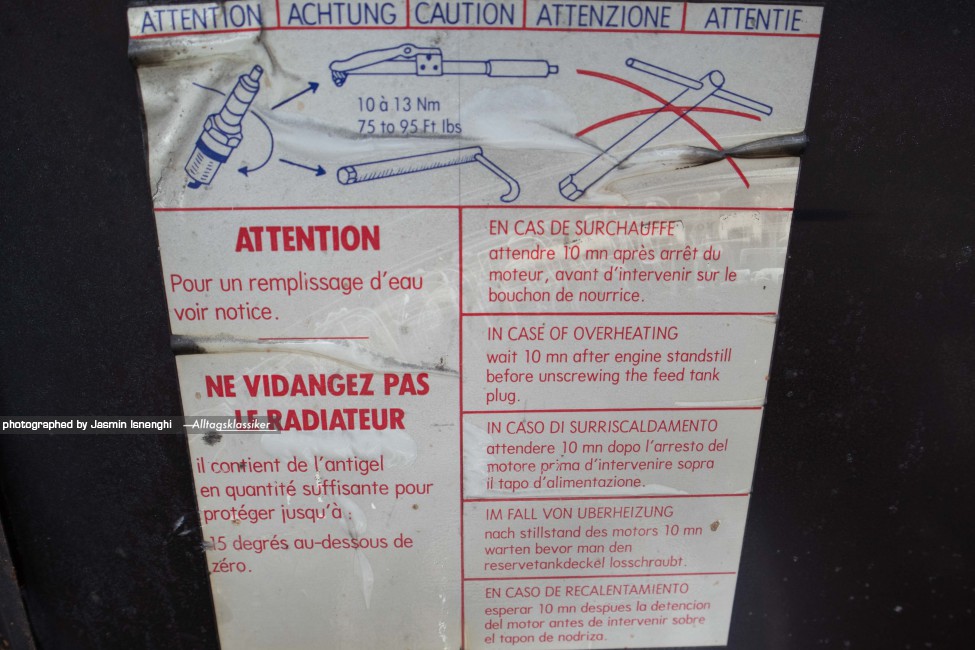 ATTENTION ACHTUNG CAUTION ATTENZIONE ATTENTIE
10 à 13 Nm
75 to 95 Ft lbs
ATTENTION
Pour un remplissage d'eau
voir notice.
NE VIDANGEZ PAS
LE RADIATEUR
il contient de l'antigel
en quantité suffisante pour
protéger jusqu'à :
15 degrés au-dessous de
zéro.
EN CAS DE SURCHAUFFE
attendre 10 mn après arrêt du
moteur, avant d'intervenir sur le
bouchon de nourrice.
IN CASE OF OVERHEATING
wait 10 mn after engine standstill
before unscrewing the feed tank
plug.
IN CASO DI SURRISCALDAMENTO
attendere 10 mn dopo l'arresto del
motore prima d'intervenire sopra
il tapo d'alimentazione.
IM FALL VON UBERHEIZUNG
nach stillstand des motors 10 mn
warten bevor man den
reservetankdeckel losschraubt.
EN CASO DE RECALENTAMIENTO
esperar 10 mn despues la detencion
del motor antes de intervenir sobre
el tapon de nodriza.
photographed by Jasmin Isnenghi —Alltagsklassiker